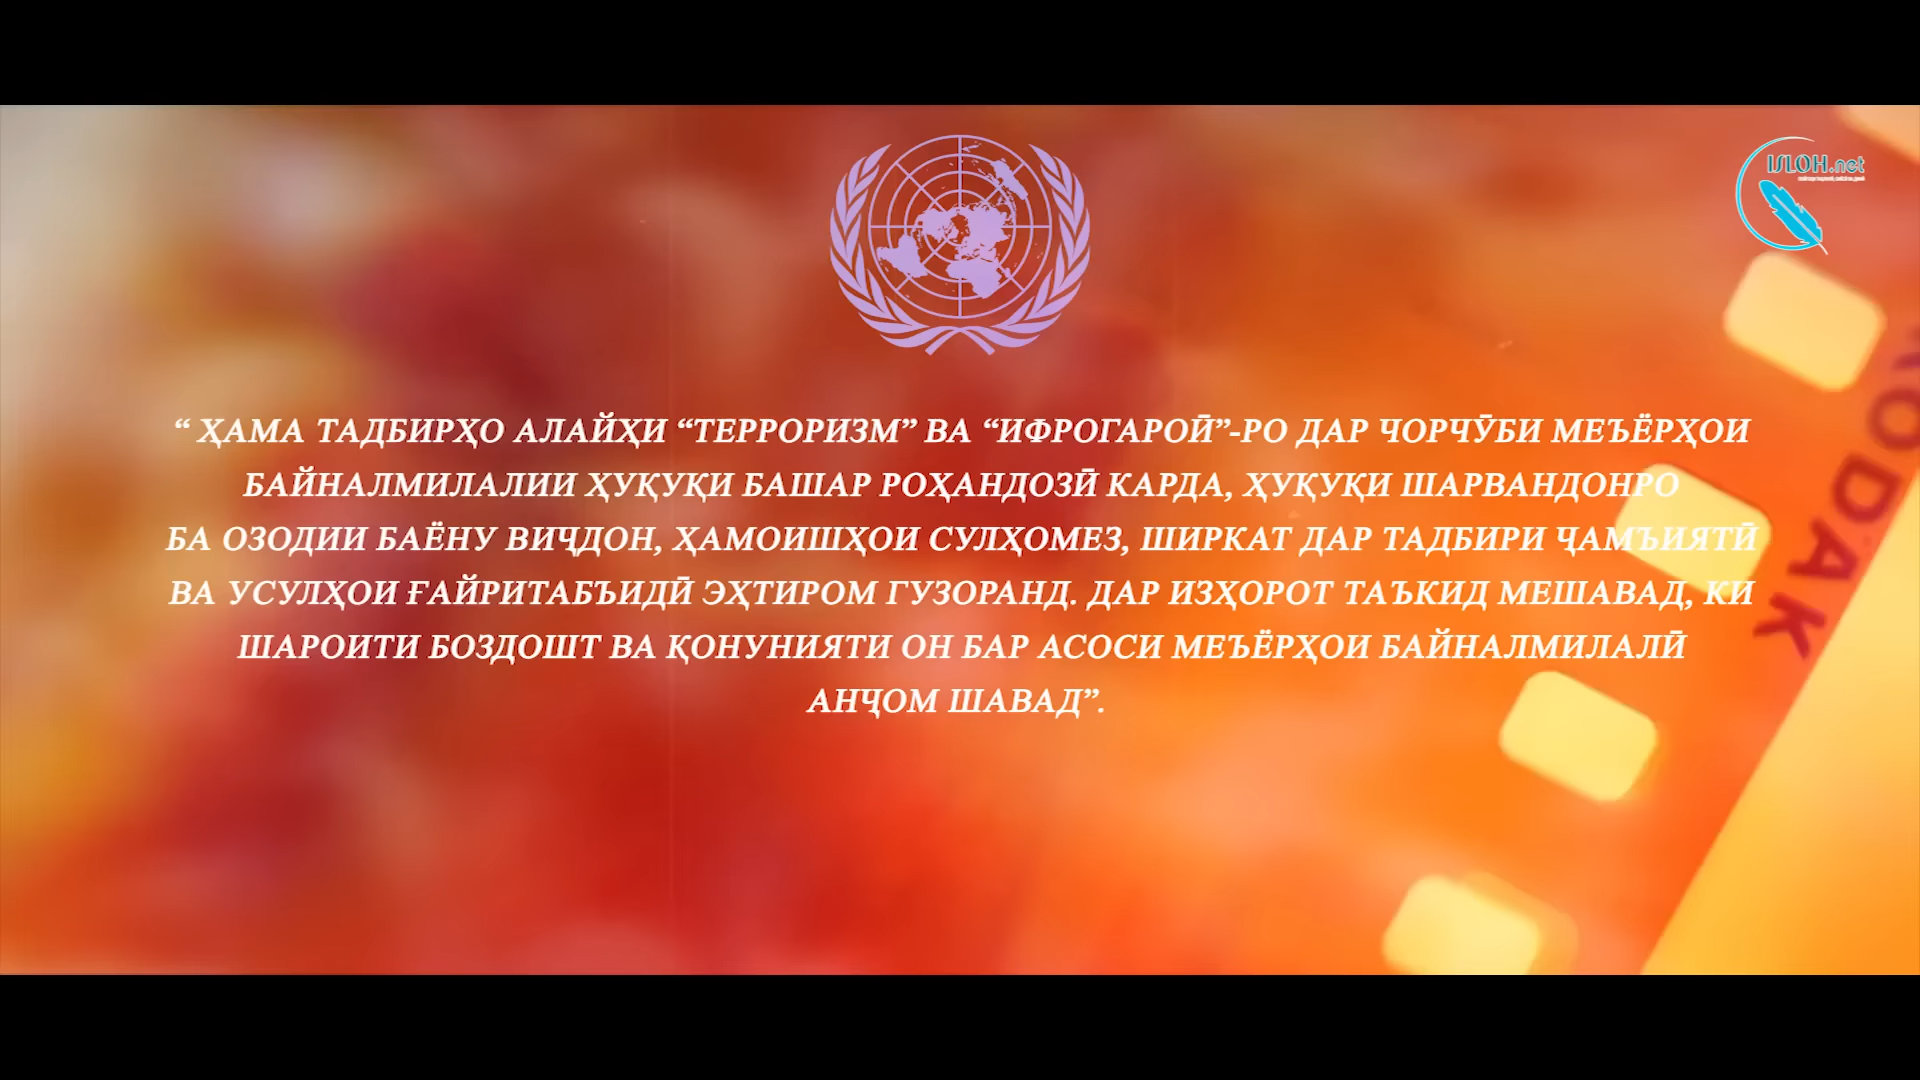 ISLOH.net
“ ҲАМА ТАДБИРҲО АЛАЙҲИ “ТЕРРОРИЗМ” ВА “ИФРОГАРОӢ”-РО ДАР ЧОРЧӮБИ МЕЪЁРҲОИ
БАЙНАЛМИЛАЛИИ ҲУҚУҚИ БАШАР РОҲАНДОЗӢ КАРДА, ҲУҚУҚИ ШАРВАНДОНРО
БА ОЗОДИИ БАЁНУ ВИҶДОН, ҲАМОИШҲОИ СУЛҲОМЕЗ, ШИРКАТ ДАР ТАДБИРИ ҶАМЪИЯТӢ
ВА УСУЛҲОИ ҒАЙРИТАБЪИДӢ ЭҲТИРОМ ГУЗОРАНД. ДАР ИЗҲОРОТ ТАЪКИД МЕШАВАД, КИ
ШАРОИТИ БОЗДОШТ ВА ҚОНУНИЯТИ ОН БАР АСОСИ МЕЪЁРҲОИ БАЙНАЛМИЛАЛӢ
АНҶОМ ШАВАД”.
KODAK